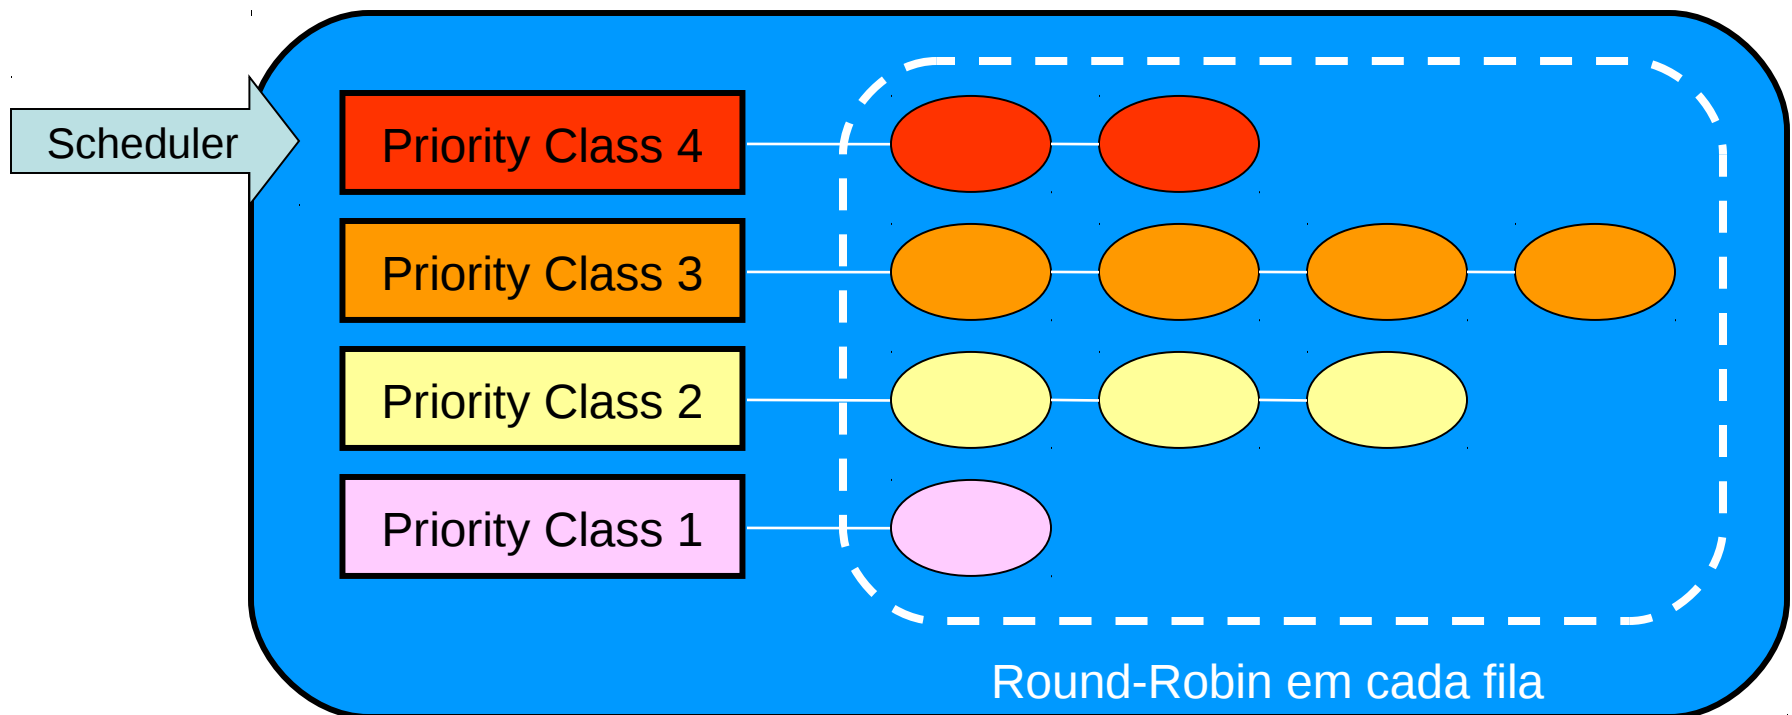 Scheduler
Priority Class 4
Priority Class 3
Priority Class 2
Priority Class 1
Round-Robin em cada fila